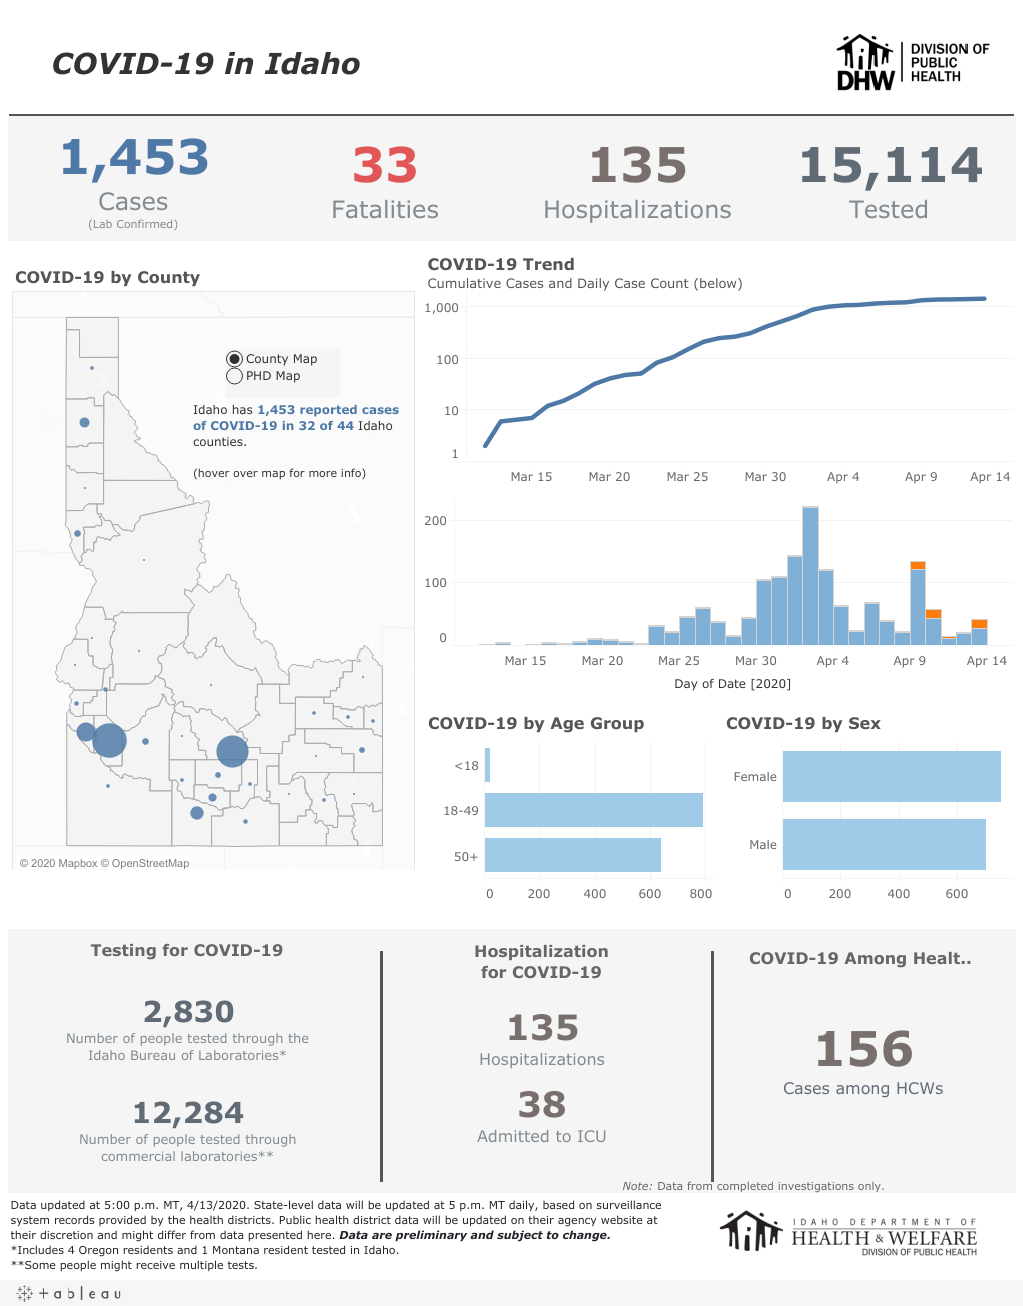 COVID-19 in Idaho
DHW
DIVISION OF
PUBLIC
HEALTH
1,453
Cases
(Lab Confirmed)
33
Fatalities
135
Hospitalizations
15,114
Tested
COVID-19 by County
County Map
PHD Map
Idaho has 1,453 reported cases
of COVID-19 in 32 of 44 Idaho
counties.
(hover over map for more info)
© 2020 Mapbox © OpenStreetMap
COVID-19 Trend
Cumulative Cases and Daily Case Count (below)
1,000
100
10
1
Mar 15 Mar 20 Mar 25 Mar 30 Apr 4 Apr 9 Apr 14
200
100
0
Mar 15 Mar 20 Mar 25 Mar 30 Apr 4 Apr 9 Apr 14
Day of Date [2020]
COVID-19 by Age Group
<18
18-49
50+
0 200 400 600 800
COVID-19 by Sex
Female
Male
0 200 400 600
Testing for COVID-19
2,830
Number of people tested through the
Idaho Bureau of Laboratories*
12,284
Number of people tested through
commercial laboratories**
Hospitalization
for COVID-19
135
Hospitalizations
38
Admitted to ICU
COVID-19 Among Healt..
156
Cases among HCWs
Note: Data from completed investigations only.
Data updated at 5:00 p.m. MT, 4/13/2020. State-level data will be updated at 5 p.m. MT daily, based on surveillance
system records provided by the health districts. Public health district data will be updated on their agency website at
their discretion and might differ from data presented here. Data are preliminary and subject to change.
*Includes 4 Oregon residents and 1 Montana resident tested in Idaho.
**Some people might receive multiple tests.
IDAHO DEPARTMENT OF
HEALTH & WELFARE
DIVISION OF PUBLIC HEALTH
+ableau